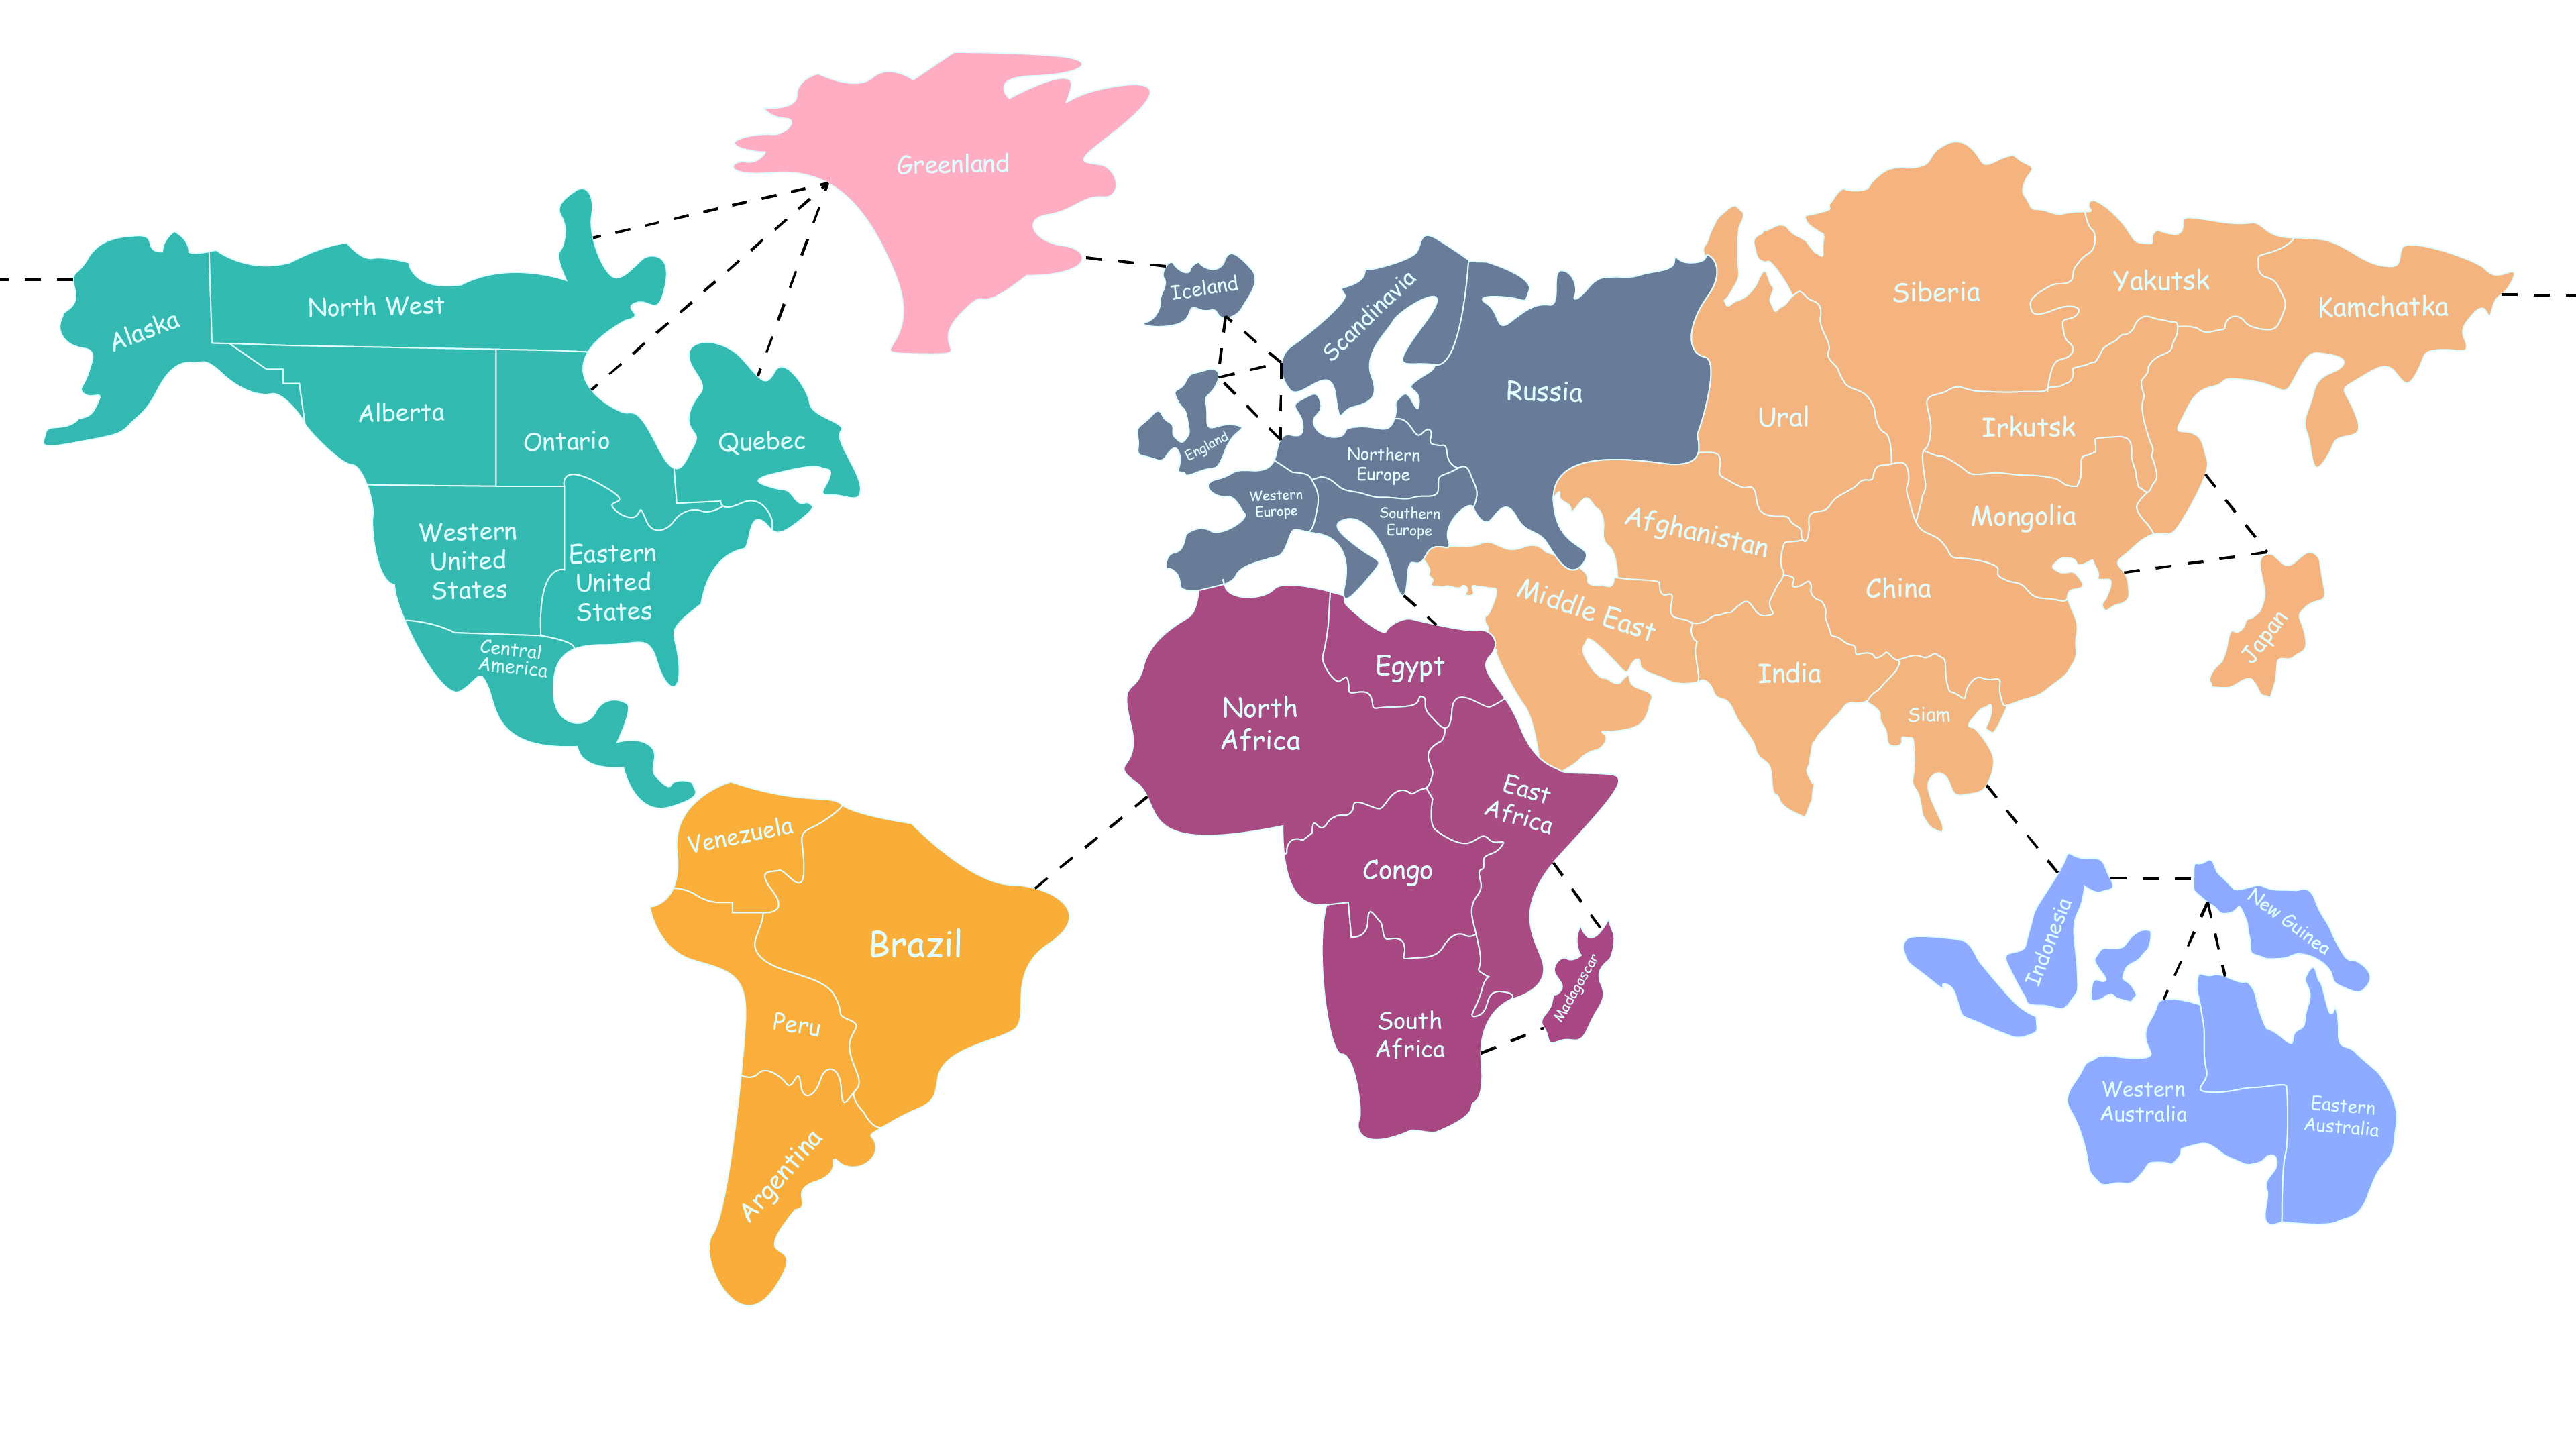 Greenland
Alaska
North West
Alberta
Ontario
Quebec
Western
United
States
Eastern
United
States
Central
America
Venezuela
Brazil
Peru
Argentina
Iceland
Scandinavia
England
Northern
Europe
Western
Europe
Southern
Europe
Russia
North
Africa
Egypt
East
Africa
Congo
South
Africa
Madagascar
Siberia
Yakutsk
Kamchatka
Ural
Irkutsk
Mongolia
Afghanistan
China
Middle East
India
Siam
Japan
Indonesia
New Guinea
Western
Australia
Eastern
Australia